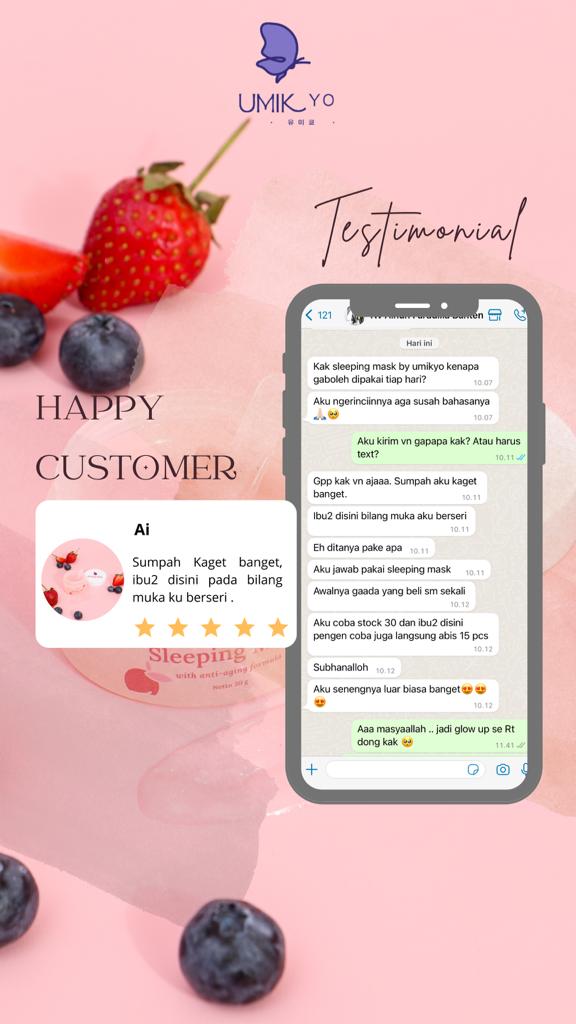 UMIKYO
· 유미쿄 ·
Testimonial
121
Hari ini
Kak sleeping mask by umikyo kenapa
gaboleh dipakai tiap hari?
10.07
Aku ngerinciinnya aga susah bahasanya
🙏🏻🥺
10.07
Aku kirim vn gapapa kak? Atau harus
text?
10.11
Gpp kak vn ajaaa. Sumpah aku kaget
banget.
10.11
Ibu2 disini bilang muka aku berseri
10.11
Eh ditanya pake apa 10.11
Aku jawab pakai sleeping mask 10.11
Awalnya gaada yang beli sm sekali
10.12
Aku coba stock 30 dan ibu2 disini
pengen coba juga langsung abis 15 pcs
10.12
Subhanalloh 10.12
Aku senengnya luar biasa banget😍😍
😍
10.12
Aaa masyaallah .. jadi glow up se Rt
dong kak 🥺
11.41
HAPPY
CUSTOMER
Ai
Sumpah Kaget banget,
ibu2 disini pada bilang
muka ku berseri .
Sleeping
with anti-aging formula
Netto 30 g